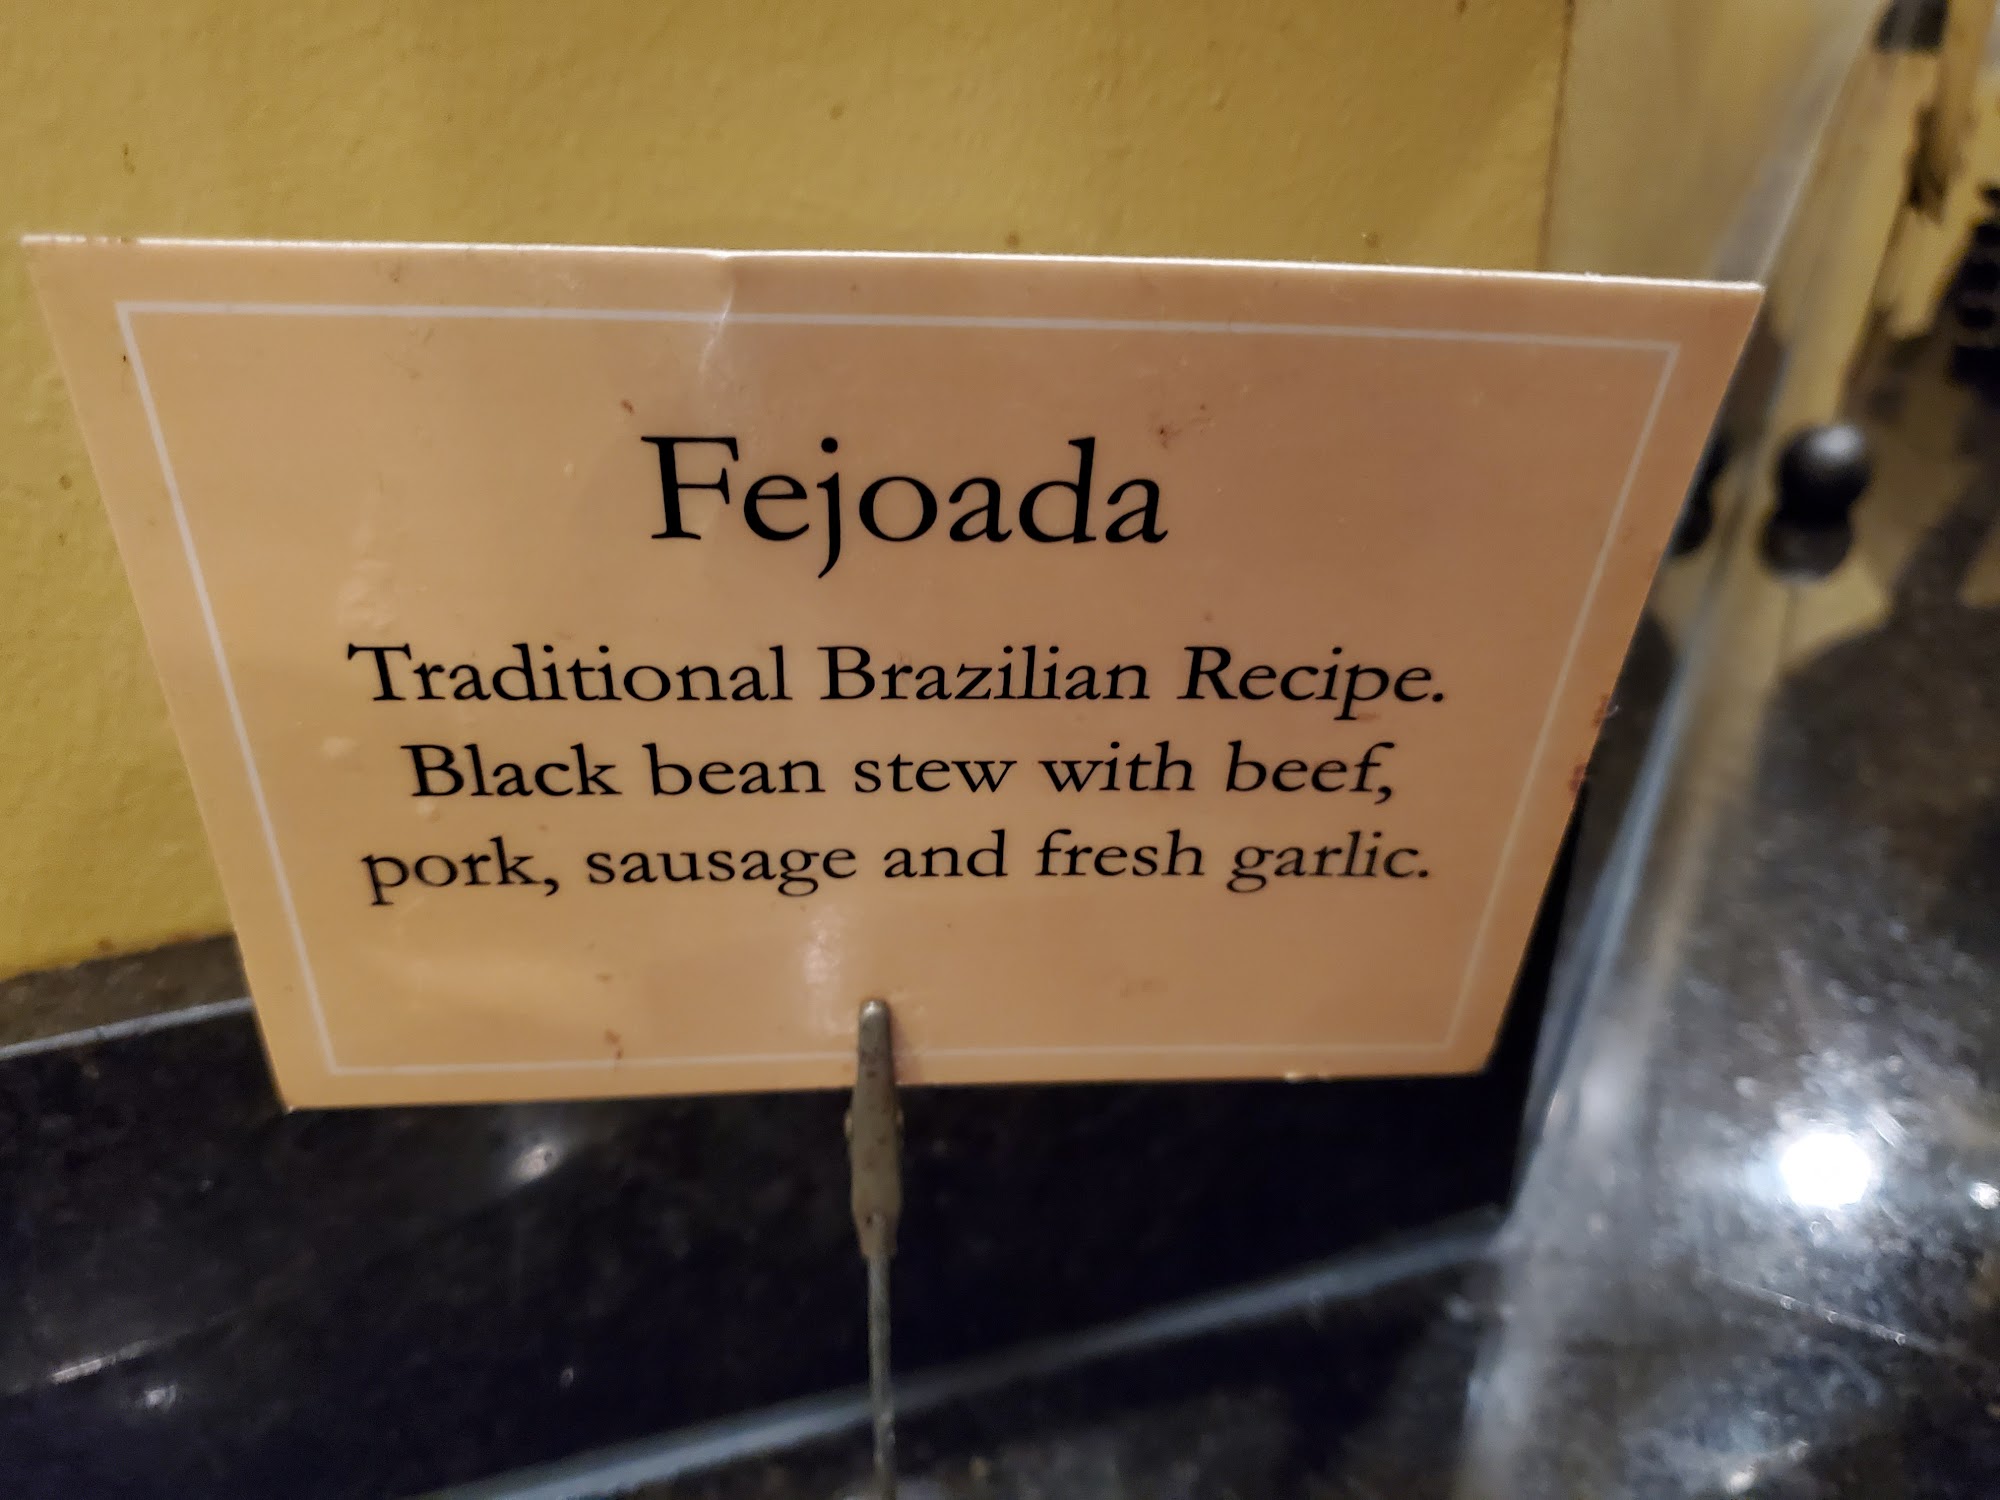 Fejoada
Traditional Brazilian Recipe.
Black bean stew with beef,
pork, sausage and fresh garlic.